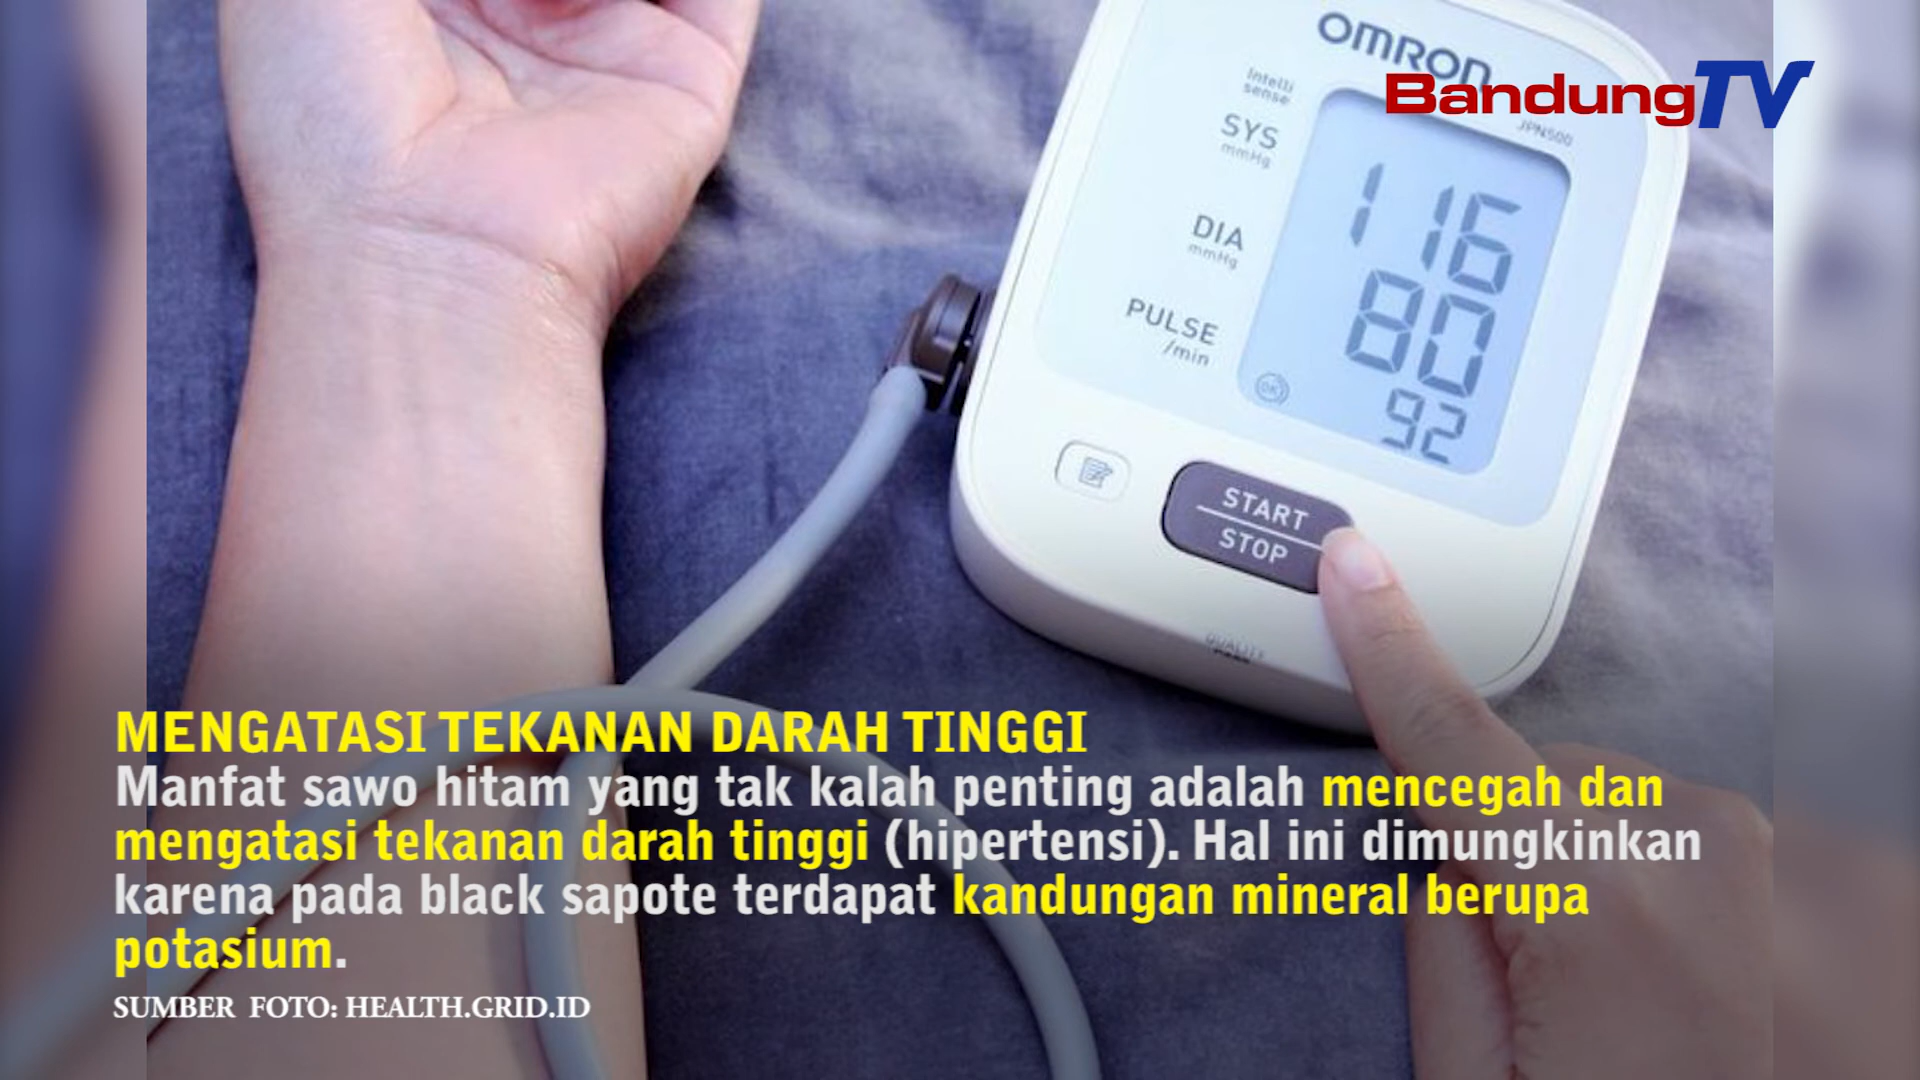 OMRON
BandungTV
Intelli
sense
JPN500
SYS
mmHg
116
DIA
mmHg
80
PULSE
/min
92
OK
START
STOP
MENGATASI TEKANAN DARAH TINGGI
Manfat sawo hitam yang tak kalah penting adalah mencegah dan
mengatasi tekanan darah tinggi (hipertensi). Hal ini dimungkinkan
karena pada black sapote terdapat kandungan mineral berupa
potasium.
SUMBER FOTO: HEALTH.GRID.ID